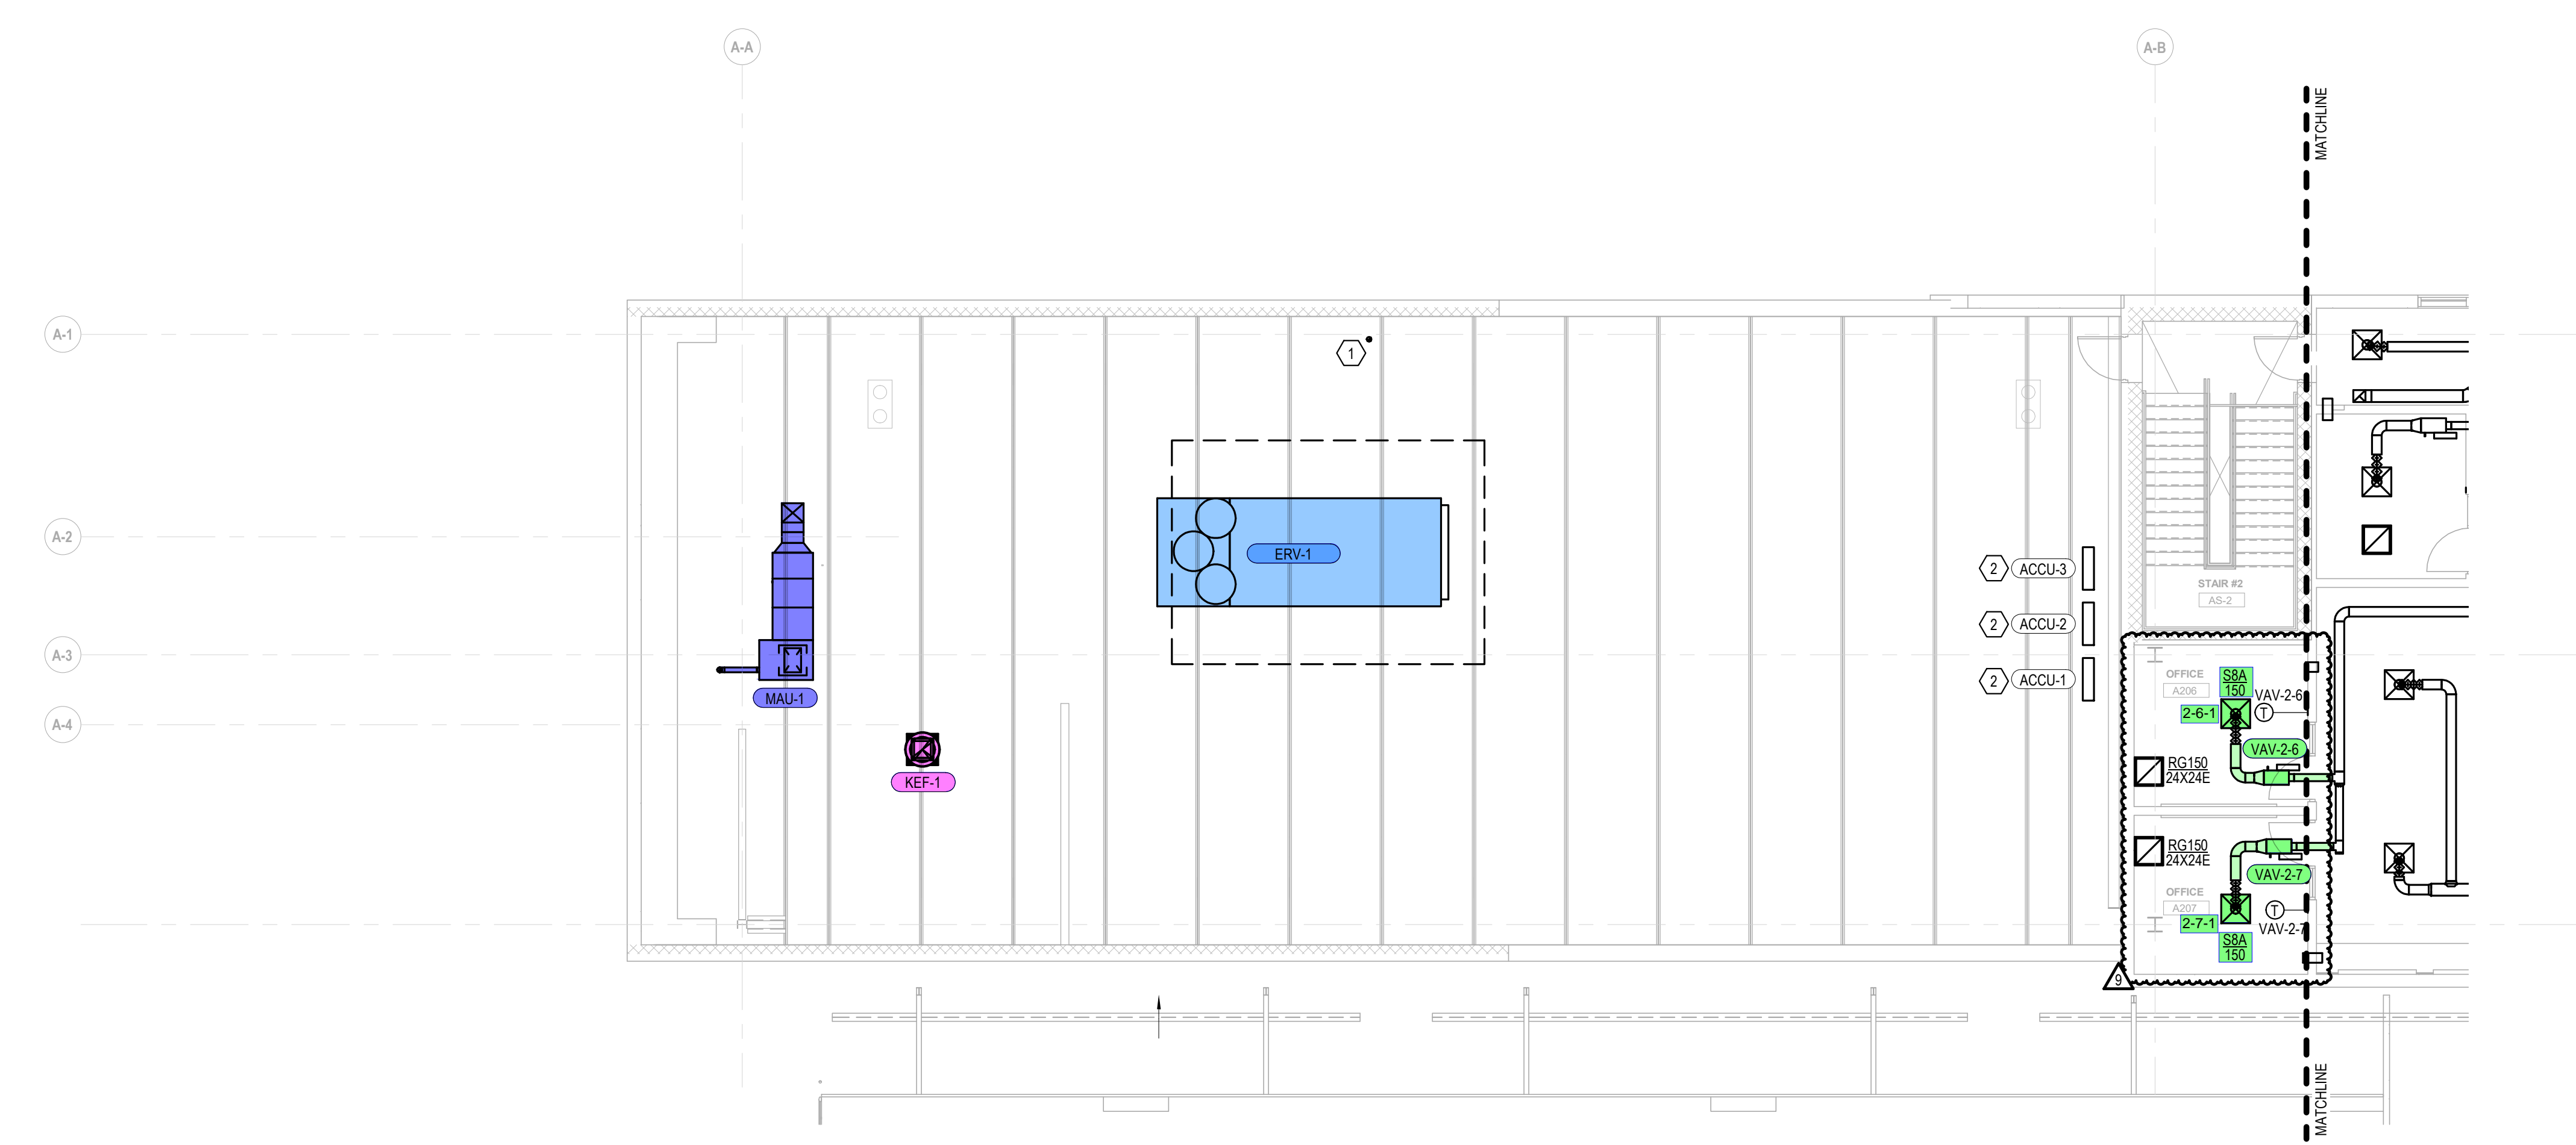 A-A
A-B
MATCHLINE
A-1
1
A-2
ERV-1
2
ACCU-3
STAIR #2
AS-2
2
ACCU-2
A-3
2
ACCU-1
OFFICE
A206
S8A
150
VAV-2-6
MAU-1
2-6-1
T
A-4
VAV-2-6
KEF-1
RG150
24X24E
RG150
24X24E
VAV-2-7
OFFICE
A207
T
2-7-1
VAV-2-7
S8A
150
9
MATCHLINE